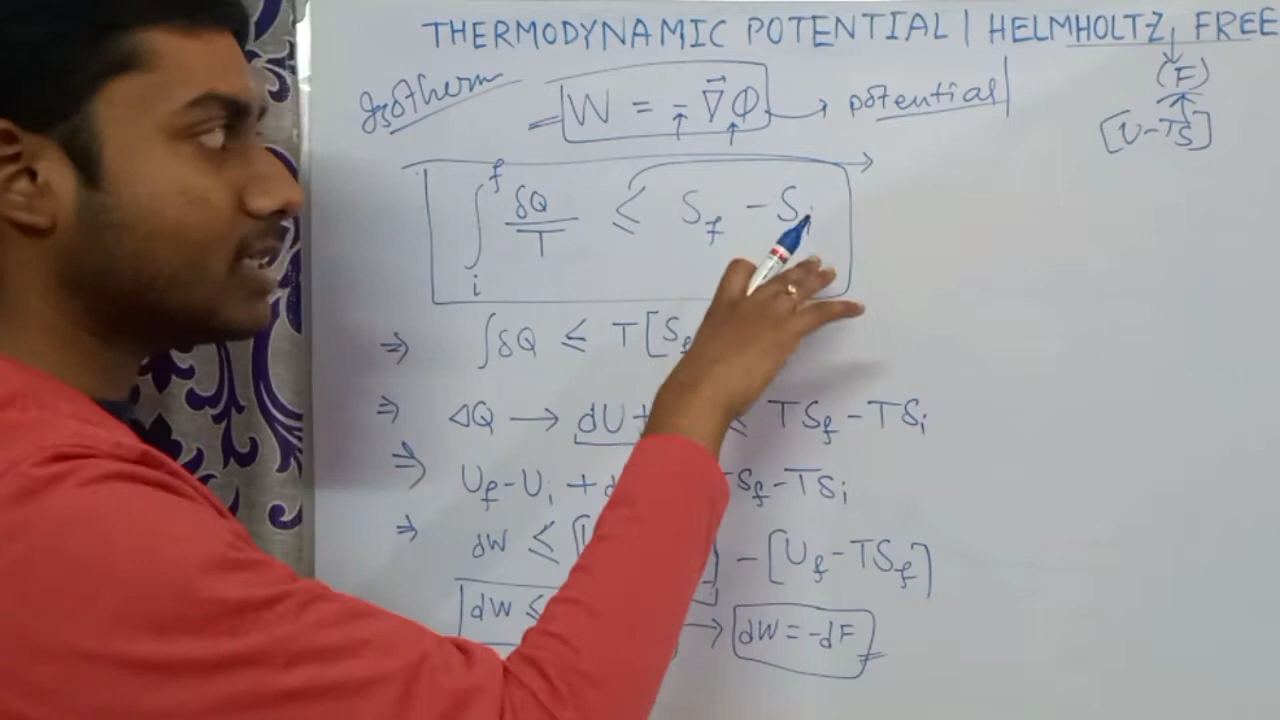 THERMODYNAMIC POTENTIAL | HELMHOLTZ FREE
(F)
[U-TS]
Isotherm
W = - ∇⃗Φ → potential
∫ᵢᶠ δQ/T ≤ S_f - S_i
⇒ ∫δQ ≤ T[S_f
⇒ ΔQ → dU+ ≤ TS_f - TS_i
⇒ U_f - U_i + d S_f - TS_i
⇒ dW ≤ [ ] - [U_f - TS_f]
dW ≤ → dW = -dF